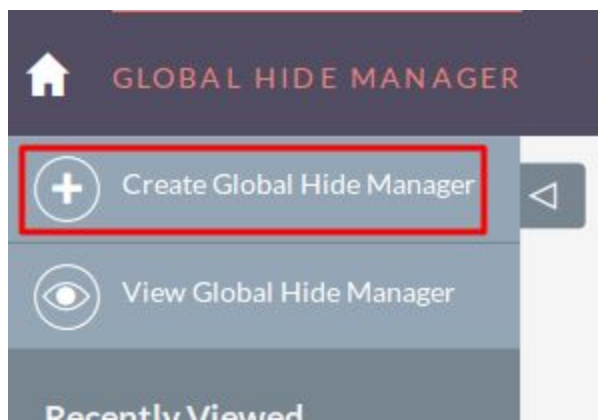 GLOBAL HIDE MANAGER
Create Global Hide Manager
View Global Hide Manager
Recently Viewed